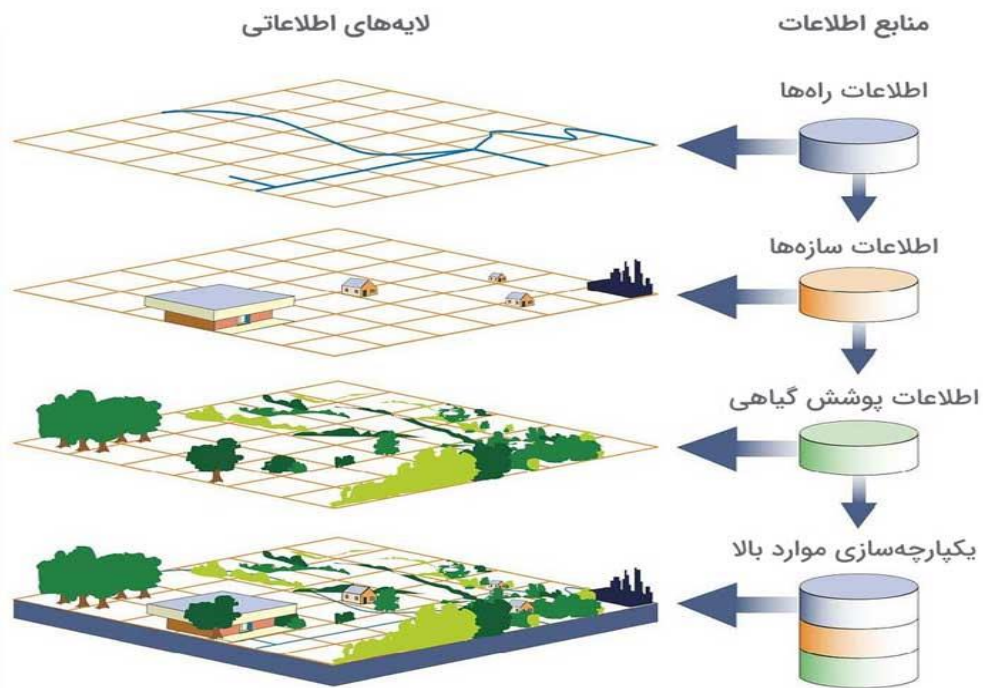 منابع اطلاعات
لایه‌های اطلاعاتی
اطلاعات راه‌ها
اطلاعات سازه‌ها
اطلاعات پوشش گیاهی
یکپارچه‌سازی موارد بالا